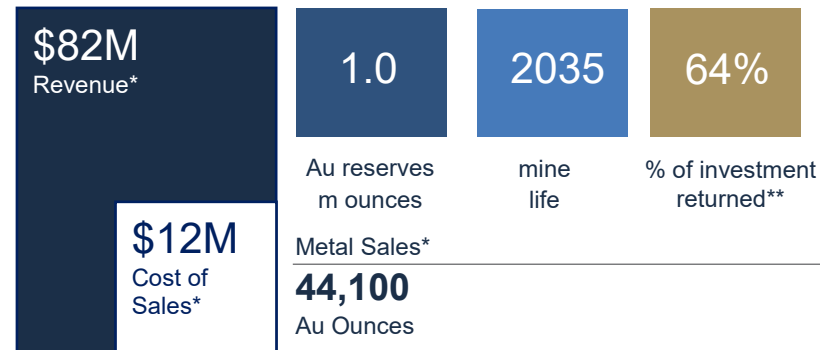 $82M
Revenue*
$12M
Cost of
Sales*
1.0
Au reserves
m ounces
2035
mine
life
64%
% of investment
returned**
Metal Sales*
44,100
Au Ounces